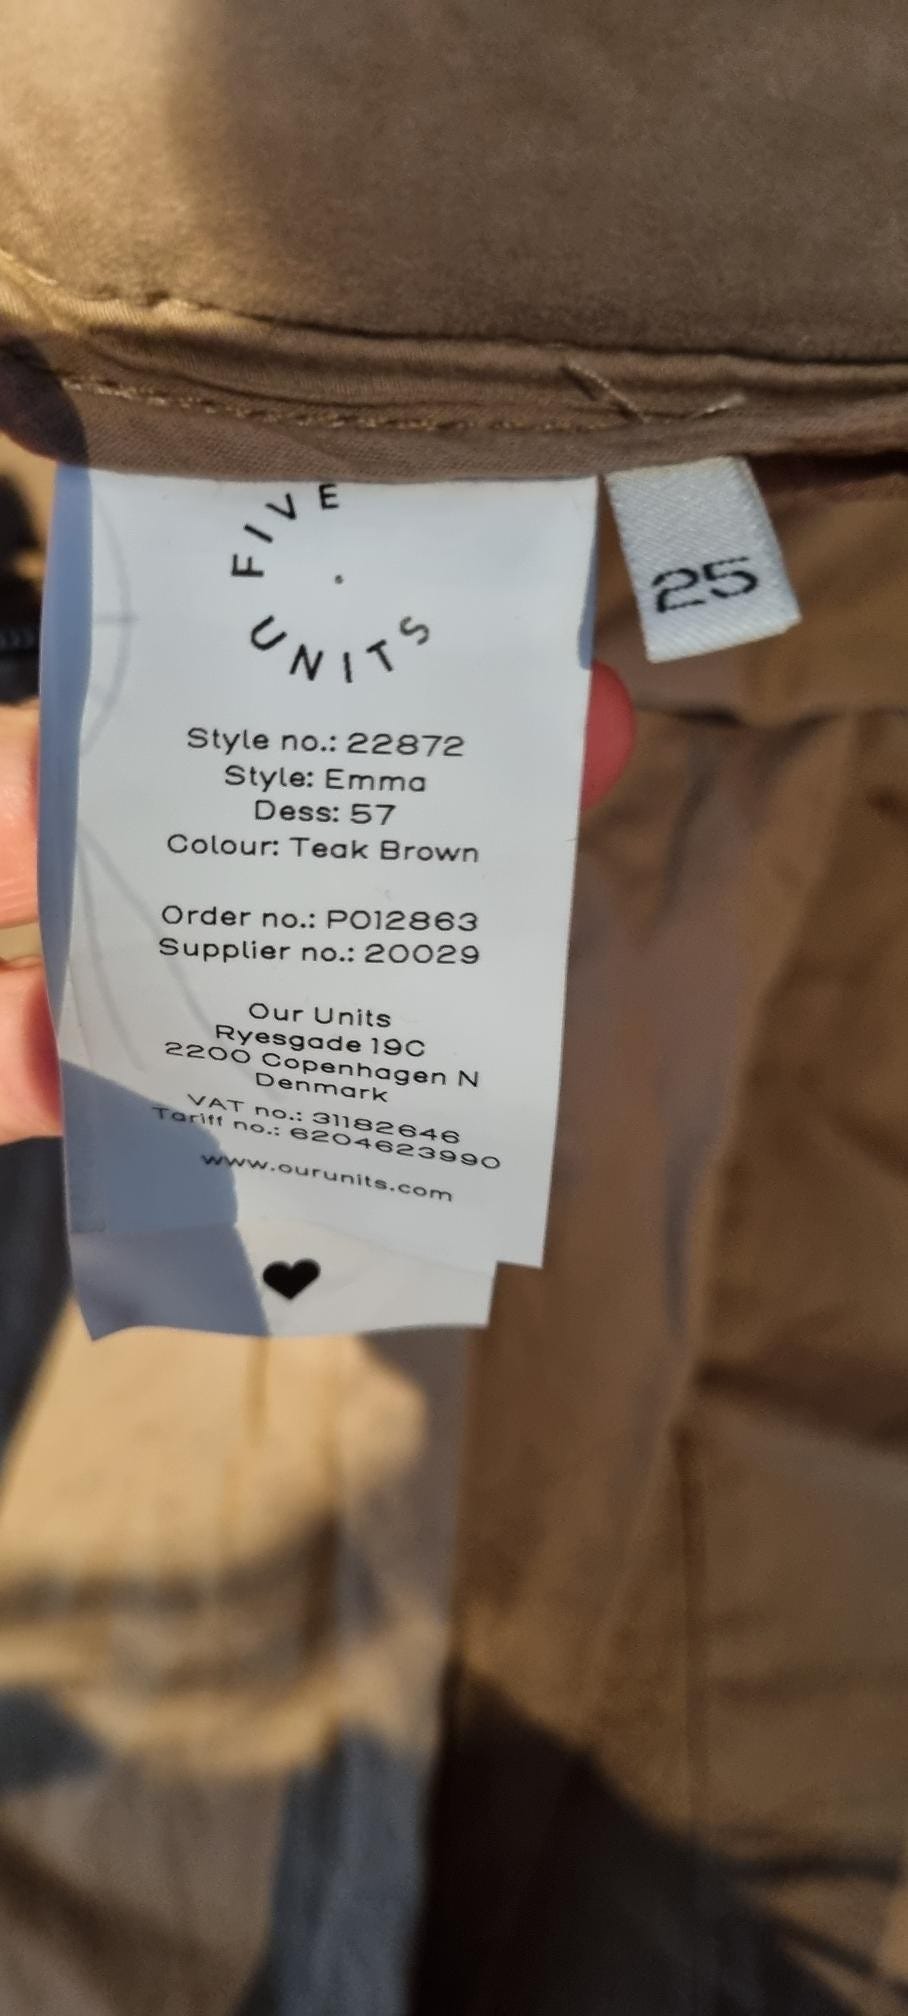 FIVE
UNITS
25
Style no.: 22872
Style: Emma
Dess: 57
Colour: Teak Brown
Order no.: PO12863
Supplier no.: 20029
Our Units
Ryesgade 19C
2200 Copenhagen N
Denmark
VAT no.: 31182646
Tariff no.: 6204623990
www.ourunits.com